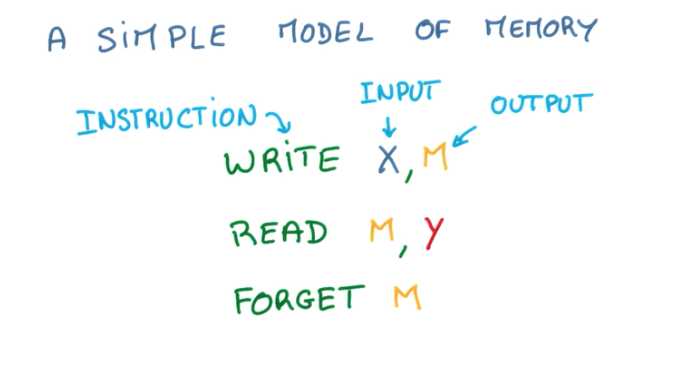 A SIMPLE MODEL OF MEMORY
INPUT
INSTRUCTION
OUTPUT
WRITE X, M
READ M, Y
FORGET M